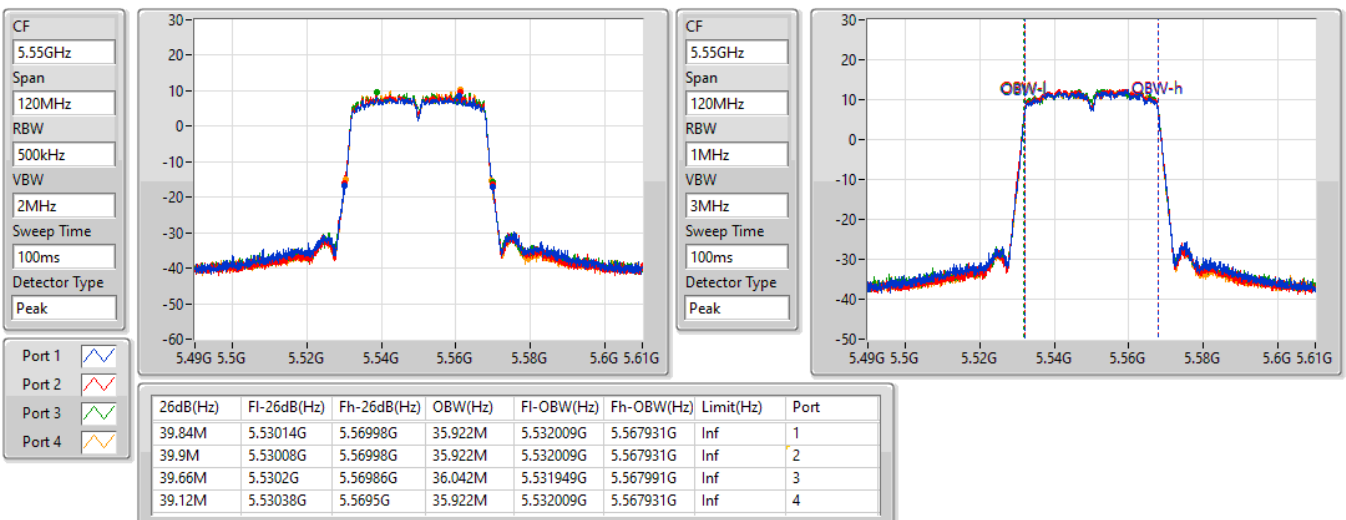 CF
5.55GHz
Span
120MHz
RBW
500kHz
VBW
2MHz
Sweep Time
100ms
Detector Type
Peak
30
20
10
0
-10
-20
-30
-40
-50
-60
5.49G 5.5G 5.52G 5.54G 5.56G 5.58G 5.6G 5.61G
CF
5.55GHz
Span
120MHz
RBW
1MHz
VBW
3MHz
Sweep Time
100ms
Detector Type
Peak
30
20
10
0
-10
-20
-30
-40
-50
OBW-l OBW-h
5.49G 5.5G 5.52G 5.54G 5.56G 5.58G 5.6G 5.61G
Port 1
Port 2
Port 3
Port 4
26dB(Hz) Fl-26dB(Hz) Fh-26dB(Hz) OBW(Hz) Fl-OBW(Hz) Fh-OBW(Hz) Limit(Hz) Port
39.84M 5.53014G 5.56998G 35.922M 5.532009G 5.567931G Inf 1
39.9M 5.53008G 5.56998G 35.922M 5.532009G 5.567931G Inf 2
39.66M 5.5302G 5.56986G 36.042M 5.531949G 5.567991G Inf 3
39.12M 5.53038G 5.5695G 35.922M 5.532009G 5.567931G Inf 4